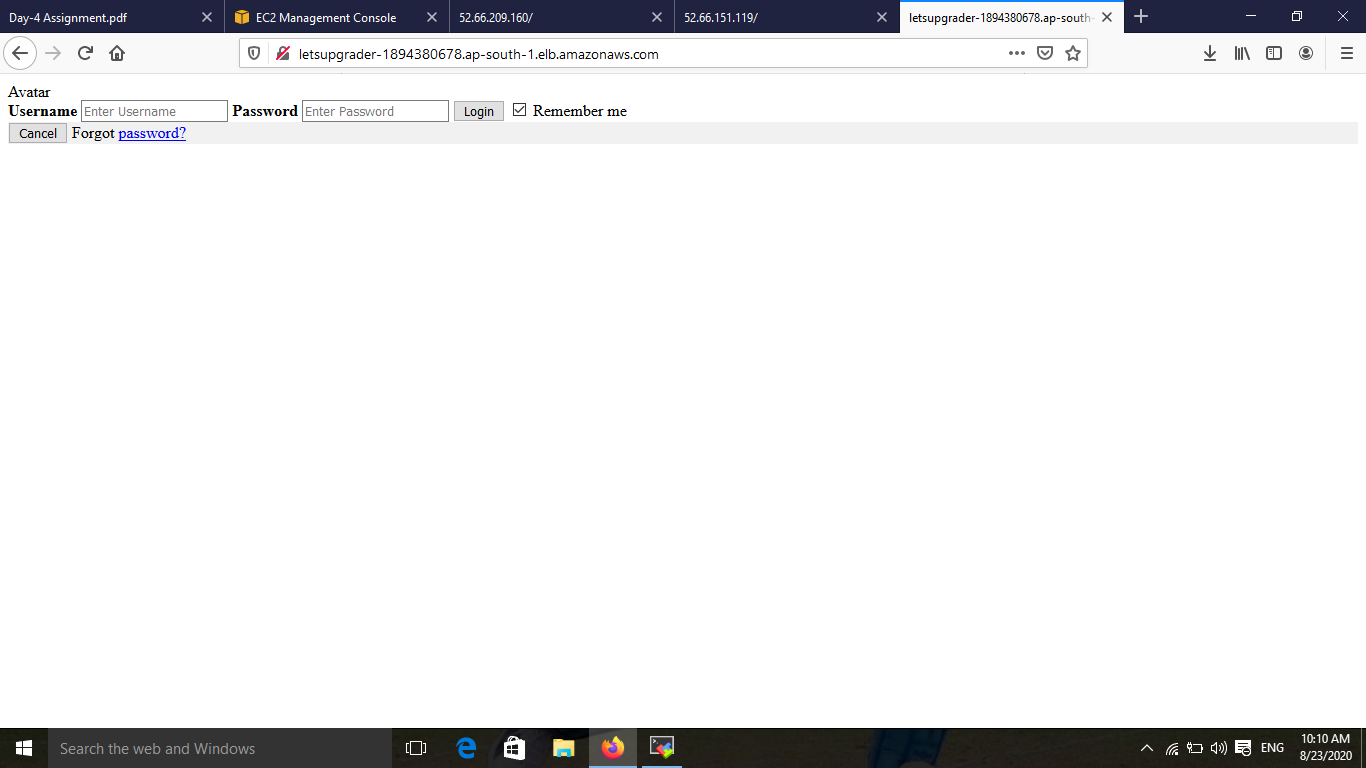 Day-4 Assignment.pdf
EC2 Management Console
52.66.209.160/
52.66.151.119/
letsupgrader-1894380678.ap-south-
letsupgrader-1894380678.ap-south-1.elb.amazonaws.com
Avatar
Username Enter Username Password Enter Password Login Remember me
Cancel Forgot password?
Search the web and Windows
ENG
10:10 AM
8/23/2020